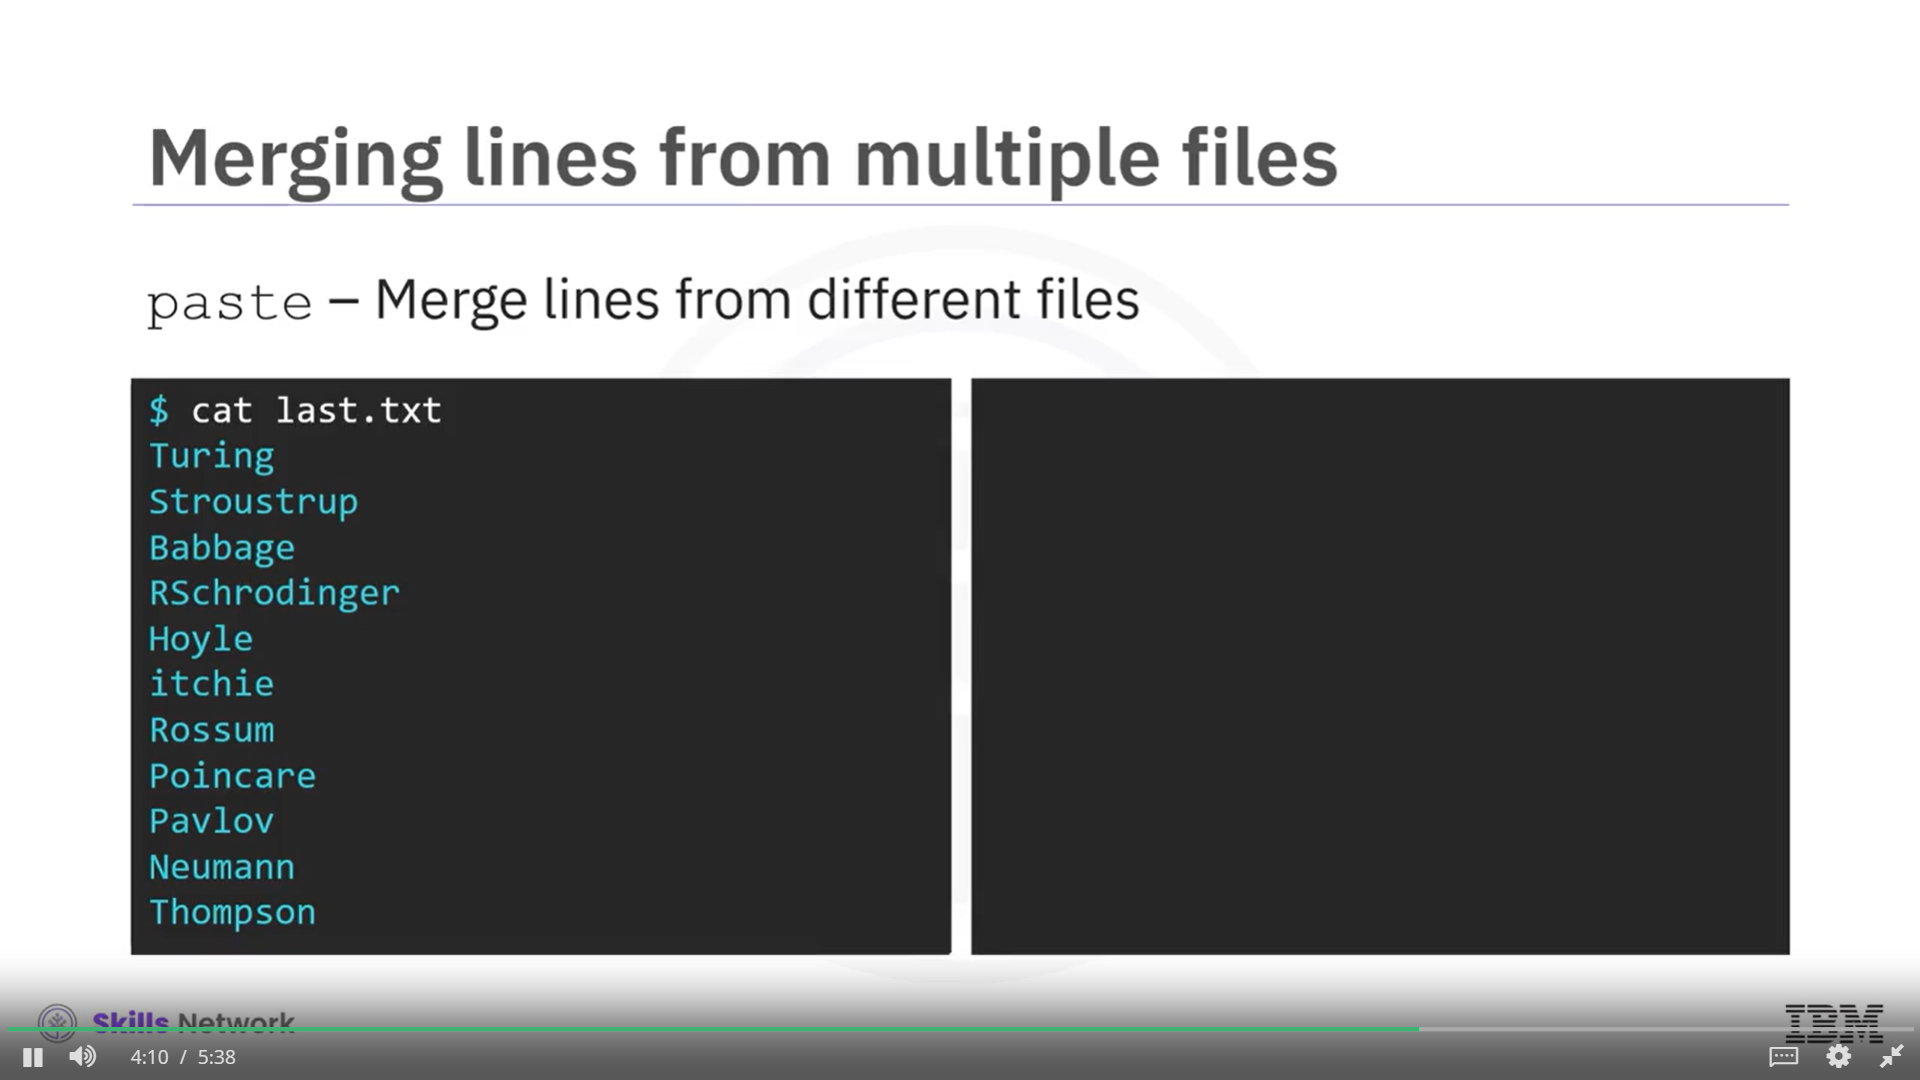 Merging lines from multiple files
paste – Merge lines from different files
$ cat last.txt
Turing
Stroustrup
Babbage
RSchrodinger
Hoyle
itchie
Rossum
Poincare
Pavlov
Neumann
Thompson
Skills Network
IBM
4:10 / 5:38